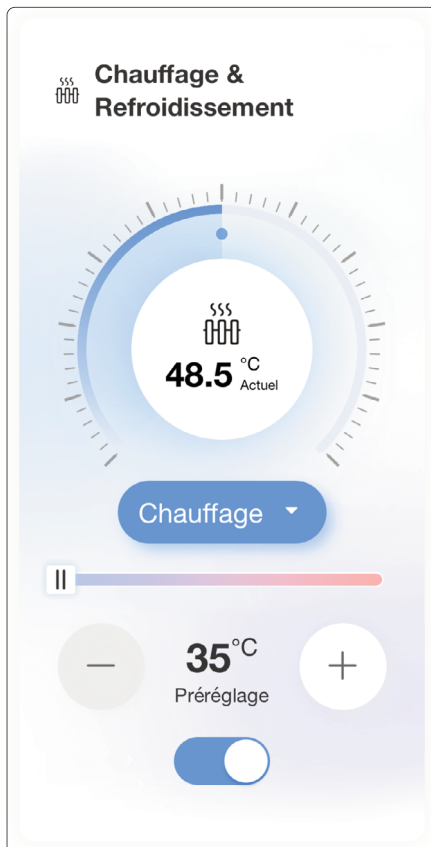 Chauffage &
Refroidissement
48.5 °C
Actuel
Chauffage
35°C
Préréglage